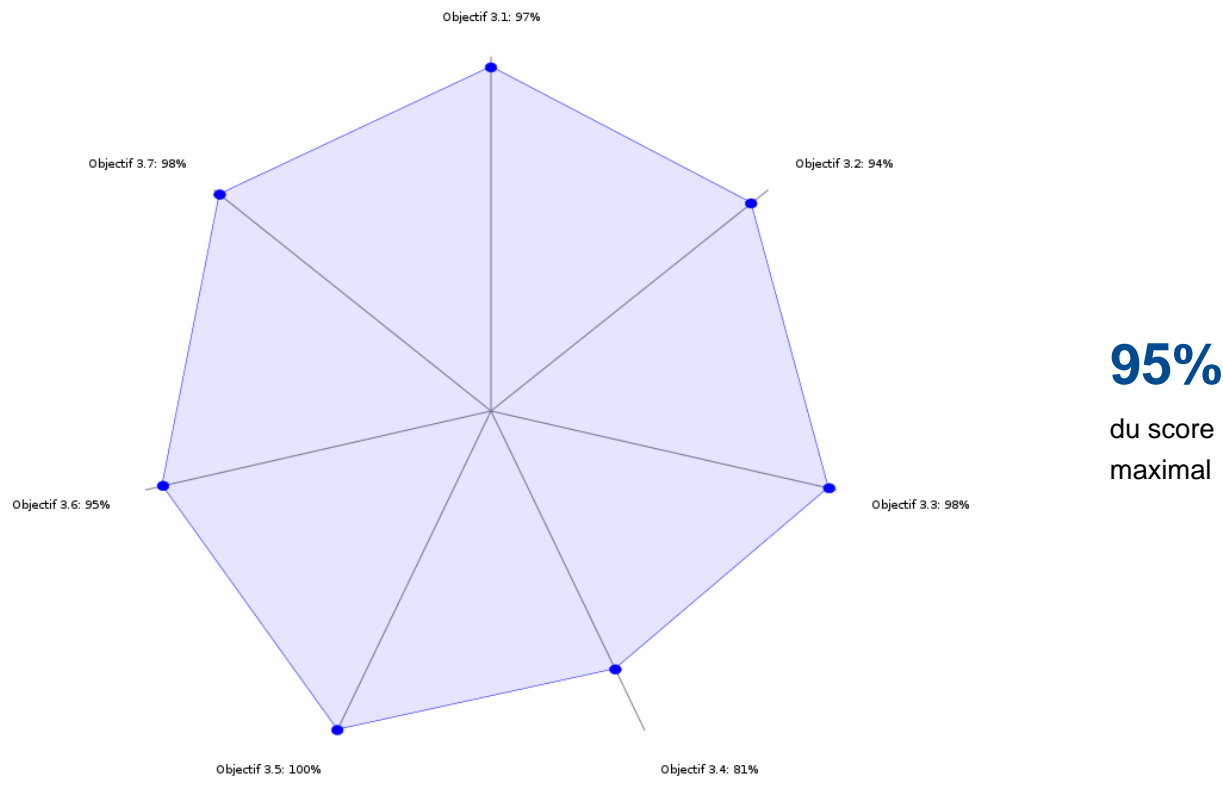 Objectif 3.1: 97%
Objectif 3.7: 98%
Objectif 3.2: 94%
95%
du score
maximal
Objectif 3.6: 95%
Objectif 3.3: 98%
Objectif 3.5: 100%
Objectif 3.4: 81%